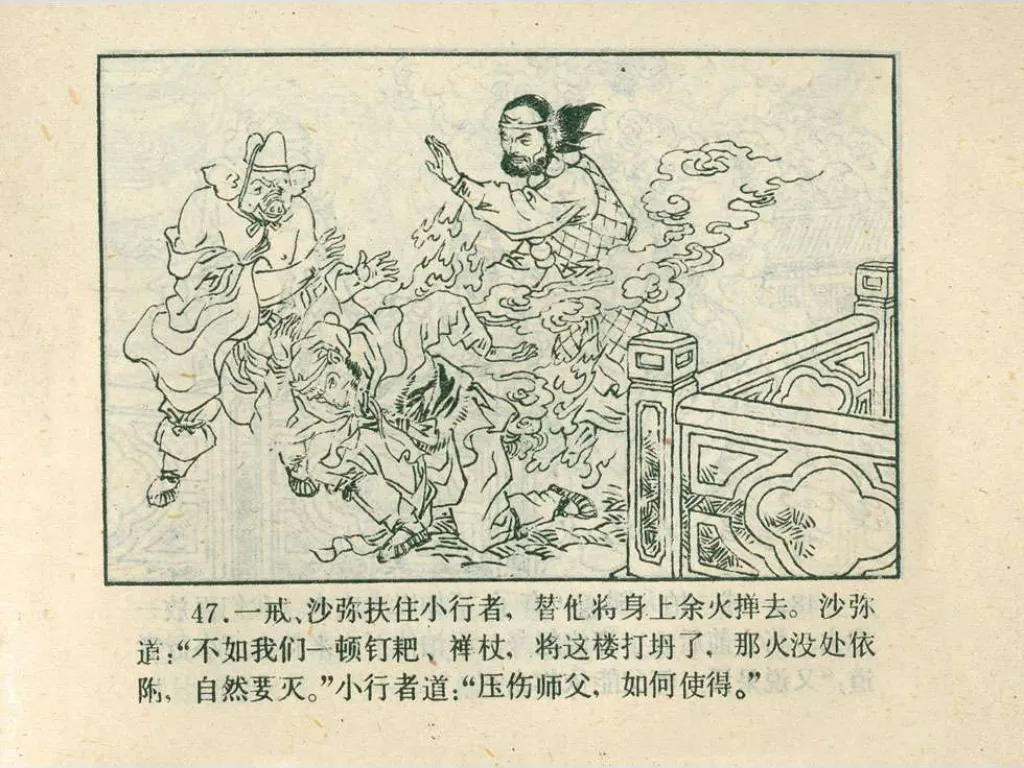 47.一戒、沙弥扶住小行者，替他将身上余火掸去。沙弥
道：“不如我们一顿钉耙、禅杖，将这楼打坍了，那火没处依
附，自然要灭。”小行者道：“压伤师父，如何使得。”